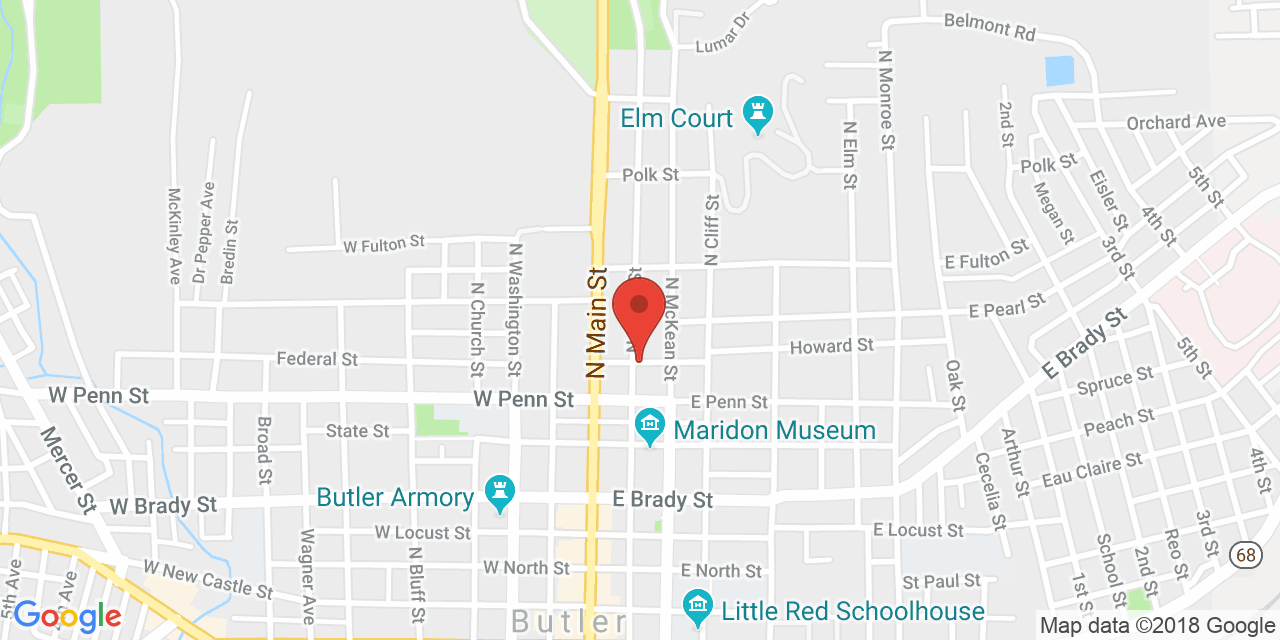 Belmont Rd
Lumar Dr
N Monroe St
Elm Court
2nd St
Orchard Ave
N Elm St
Polk St
Polk St
5th St
Eisler St
McKinley Ave
Dr Pepper Ave
Bredin St
Megan St
4th St
N Cliff St
W Fulton St
N Washington St
3rd St
E Fulton St
N Main St
St
N
N McKean St
N Church St
E Pearl St
E Brady St
Howard St
Federal St
5th St
Oak St
Spruce St
W Penn St
W Penn St
E Penn St
Peach St
State St
Maridon Museum
Broad St
Mercer St
Arthur St
Cecelia St
4th St
Eau Claire St
Butler Armory
W Brady St
E Brady St
W Locust St
E Locust St
3rd St
Reo St
68
Wagner Ave
N Bluff St
School St
2nd St
W New Castle St
W North St
E North St
St Paul St
1st St
5th Ave
Ave
Little Red Schoolhouse
Butler
Google
Map data ©2018 Google